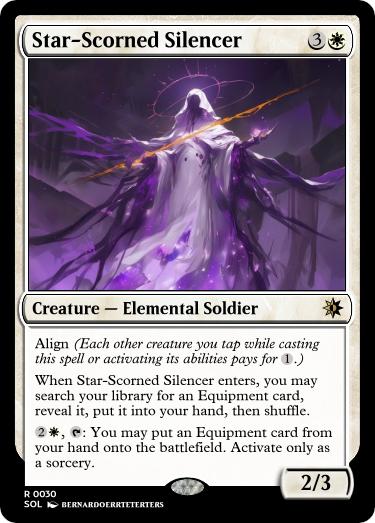 Star-Scorned Silencer 3
Creature — Elemental Soldier
Align (Each other creature you tap while casting
this spell or activating its abilities pays for 1.)
When Star-Scorned Silencer enters, you may
search your library for an Equipment card,
reveal it, put it into your hand, then shuffle.
2 , : You may put an Equipment card from
your hand onto the battlefield. Activate only as
a sorcery.
2/3
R 0030
SOL BERNARDOERRTETERTERS